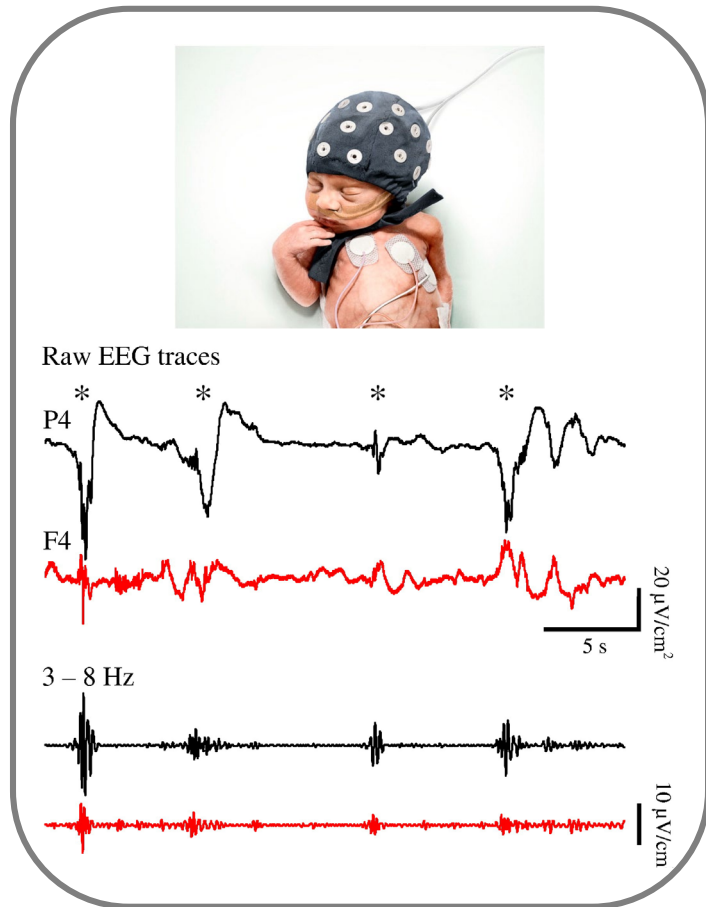 Raw EEG traces
* * * *
P4
F4
20 µV/cm²
5 s
3 – 8 Hz
10 µV/cm